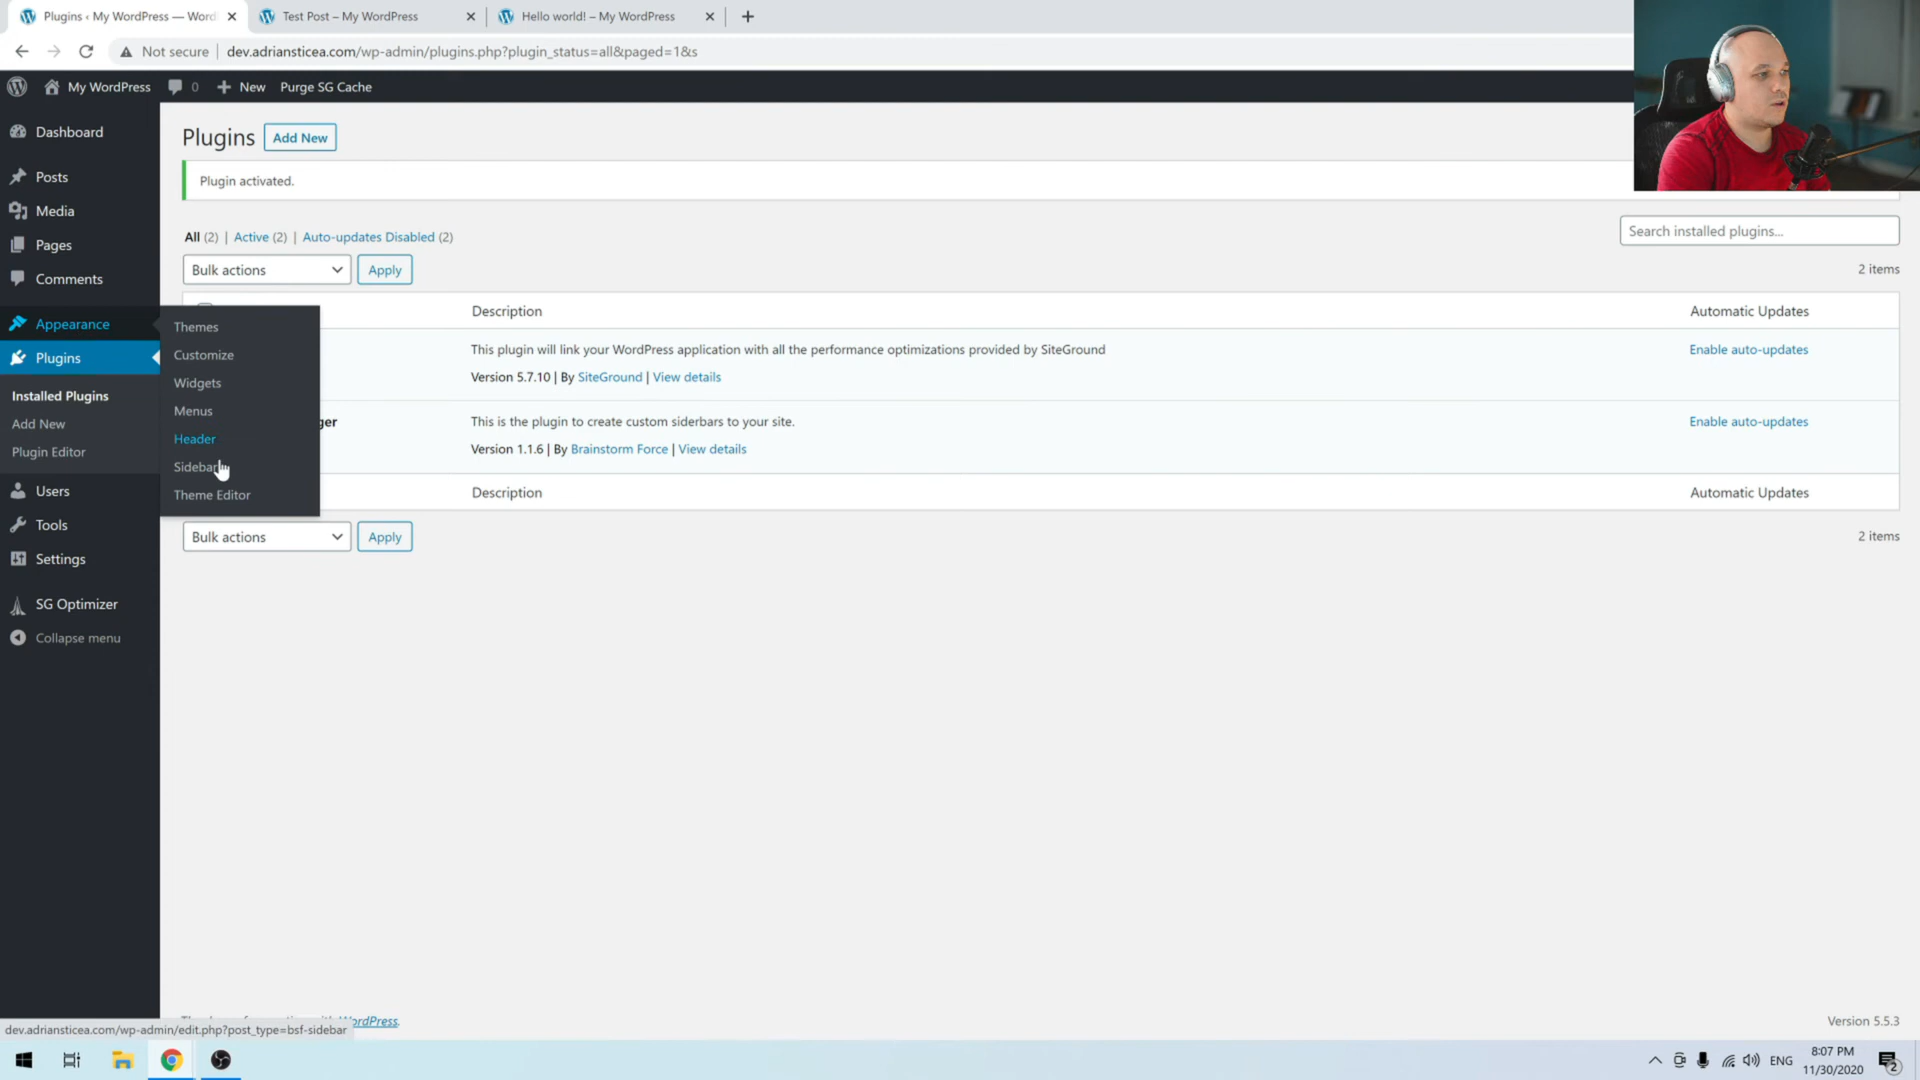 Plugins ‹ My WordPress — Word
Test Post – My WordPress
Hello world! – My WordPress
Not secure
dev.adriansticea.com/wp-admin/plugins.php?plugin_status=all&paged=1&s
My WordPress
0
New
Purge SG Cache
Dashboard
Posts
Media
Pages
Comments
Appearance
Plugins
Installed Plugins
Add New
Plugin Editor
Users
Tools
Settings
SG Optimizer
Collapse menu
Themes
Customize
Widgets
Menus
Header
Theme Editor
Plugins
Add New
Plugin activated.
All (2) | Active (2) | Auto-updates Disabled (2)
Search installed plugins...
Bulk actions
Apply
2 items
Description
Automatic Updates
This plugin will link your WordPress application with all the performance optimizations provided by SiteGround
Enable auto-updates
Version 5.7.10 | By SiteGround | View details
This is the plugin to create custom siderbars to your site.
Enable auto-updates
Version 1.1.6 | By Brainstorm Force | View details
Description
Automatic Updates
Bulk actions
Apply
2 items
WordPress.
Version 5.5.3
dev.adriansticea.com/wp-admin/edit.php?post_type=bsf-sidebar
ENG
8:07 PM
11/30/2020
2